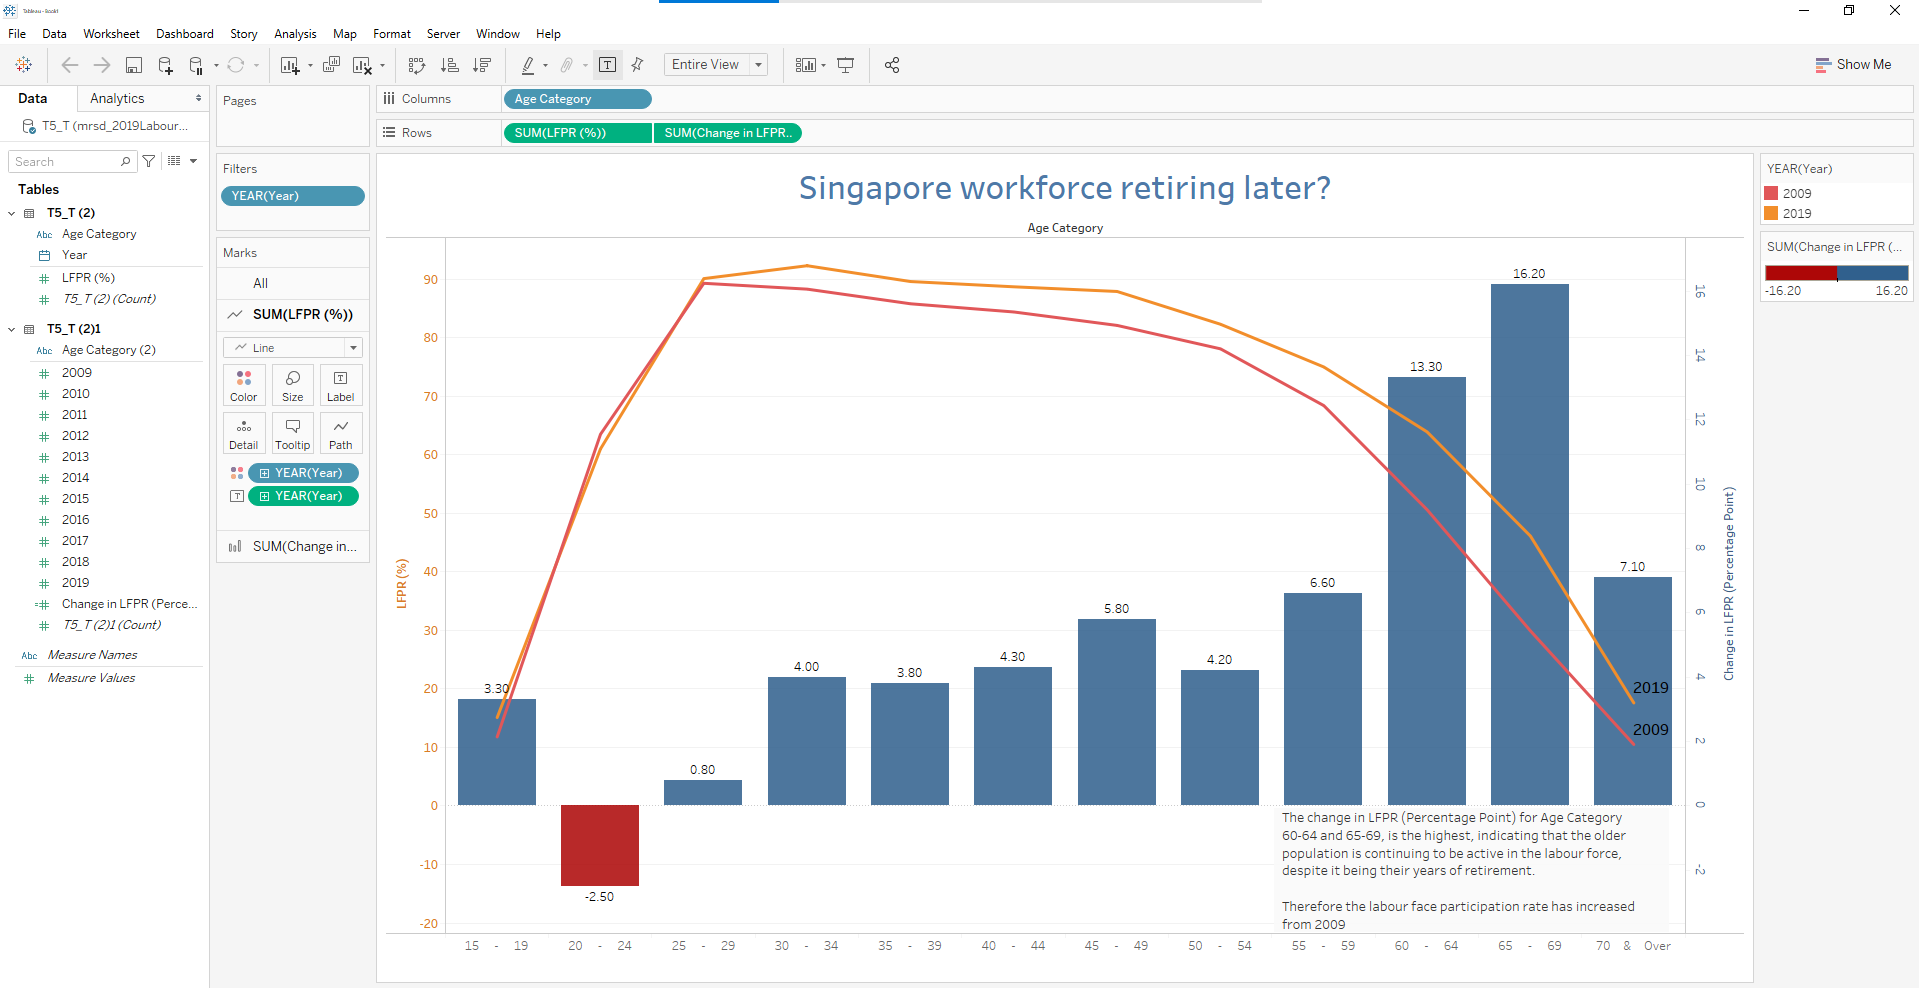 Tableau - Book1
File Data Worksheet Dashboard Story Analysis Map Format Server Window Help
Entire View
Show Me
Data
Analytics
T5_T (mrsd_2019Labour...
Search
Tables
T5_T (2)
Abc Age Category
Year
LFPR (%)
T5_T (2) (Count)
T5_T (2)1
Abc Age Category (2)
2009
2010
2011
2012
2013
2014
2015
2016
2017
2018
2019
Change in LFPR (Perce...
T5_T (2)1 (Count)
Abc Measure Names
Measure Values
Pages
Filters
YEAR(Year)
Marks
All
SUM(LFPR (%))
Line
Color Size Label
Detail Tooltip Path
YEAR(Year)
YEAR(Year)
SUM(Change in...
Columns
Age Category
Rows
SUM(LFPR (%)) SUM(Change in LFPR..
Singapore workforce retiring later?
Age Category
LFPR (%)
90
80
70
60
50
40
30
20
10
0
-10
-20
3.30
-2.50
0.80
4.00
3.80
4.30
5.80
4.20
6.60
13.30
16.20
7.10
2019
2009
16
14
12
10
8
6
4
2
0
-2
Change in LFPR (Percentage Point)
The change in LFPR (Percentage Point) for Age Category
60-64 and 65-69, is the highest, indicating that the older
population is continuing to be active in the labour force,
despite it being their years of retirement.
Therefore the labour face participation rate has increased
from 2009
15 - 19 20 - 24 25 - 29 30 - 34 35 - 39 40 - 44 45 - 49 50 - 54 55 - 59 60 - 64 65 - 69 70 & Over
YEAR(Year)
2009
2019
SUM(Change in LFPR (...
-16.20 16.20